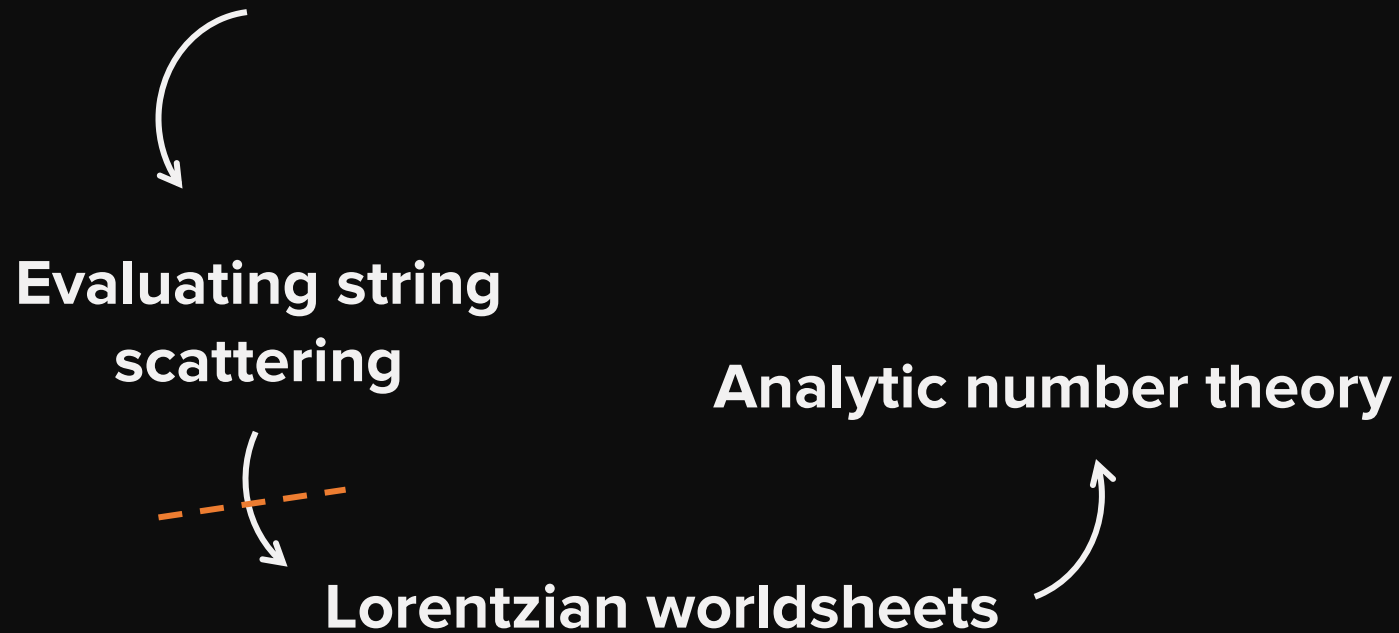 Evaluating string
scattering
Analytic number theory
Lorentzian worldsheets